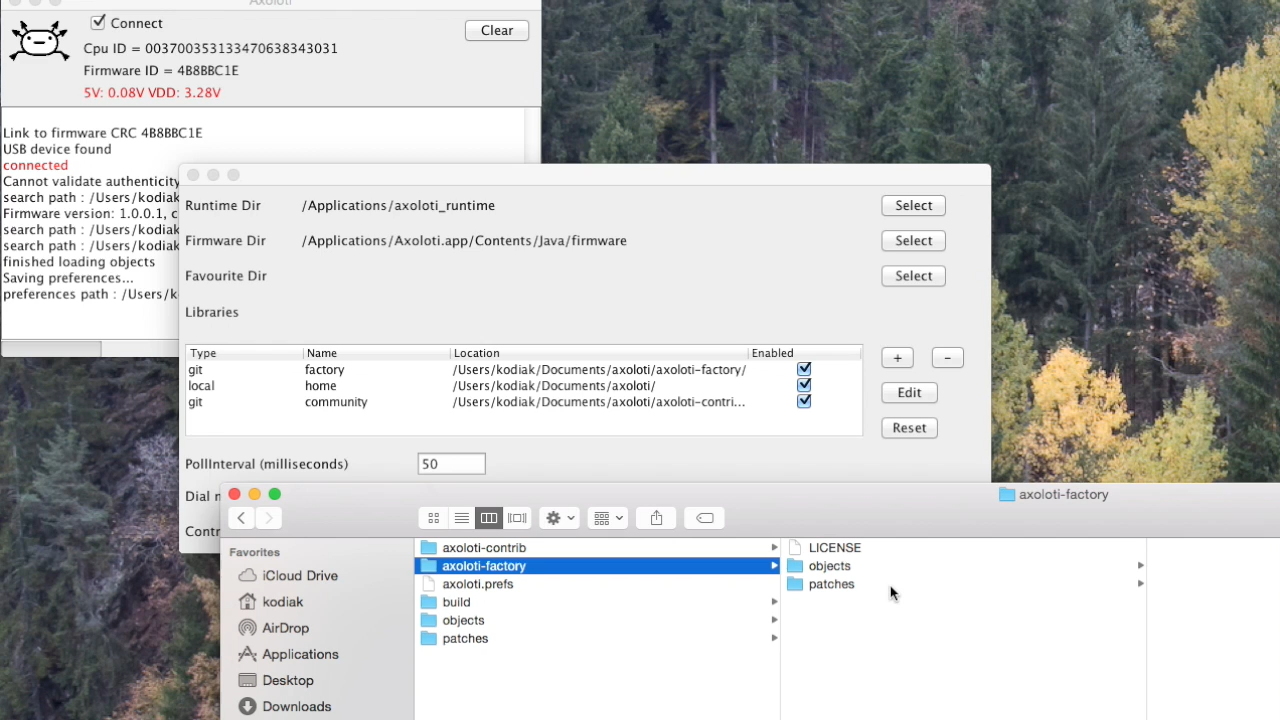 Axoloti
Connect
Clear
Cpu ID = 003700353133470638343031
Firmware ID = 4B8BBC1E
5V: 0.08V VDD: 3.28V
Link to firmware CRC 4B8BBC1E
USB device found
connected
Cannot validate authenticity
search path : /Users/kodiak
Firmware version: 1.0.0.1, c
search path : /Users/kodiak
search path : /Users/kodiak
finished loading objects
Saving preferences...
preferences path : /Users/k
Runtime Dir /Applications/axoloti_runtime Select
Firmware Dir /Applications/Axoloti.app/Contents/Java/firmware Select
Favourite Dir Select
Libraries
Type Name Location Enabled
git factory /Users/kodiak/Documents/axoloti/axoloti-factory/
local home /Users/kodiak/Documents/axoloti/
git community /Users/kodiak/Documents/axoloti/axoloti-contri...
+ -
Edit
Reset
PollInterval (milliseconds) 50
Dial
Contr
axoloti-factory
Favorites
iCloud Drive
kodiak
AirDrop
Applications
Desktop
Downloads
axoloti-contrib
axoloti-factory
axoloti.prefs
build
objects
patches
LICENSE
objects
patches